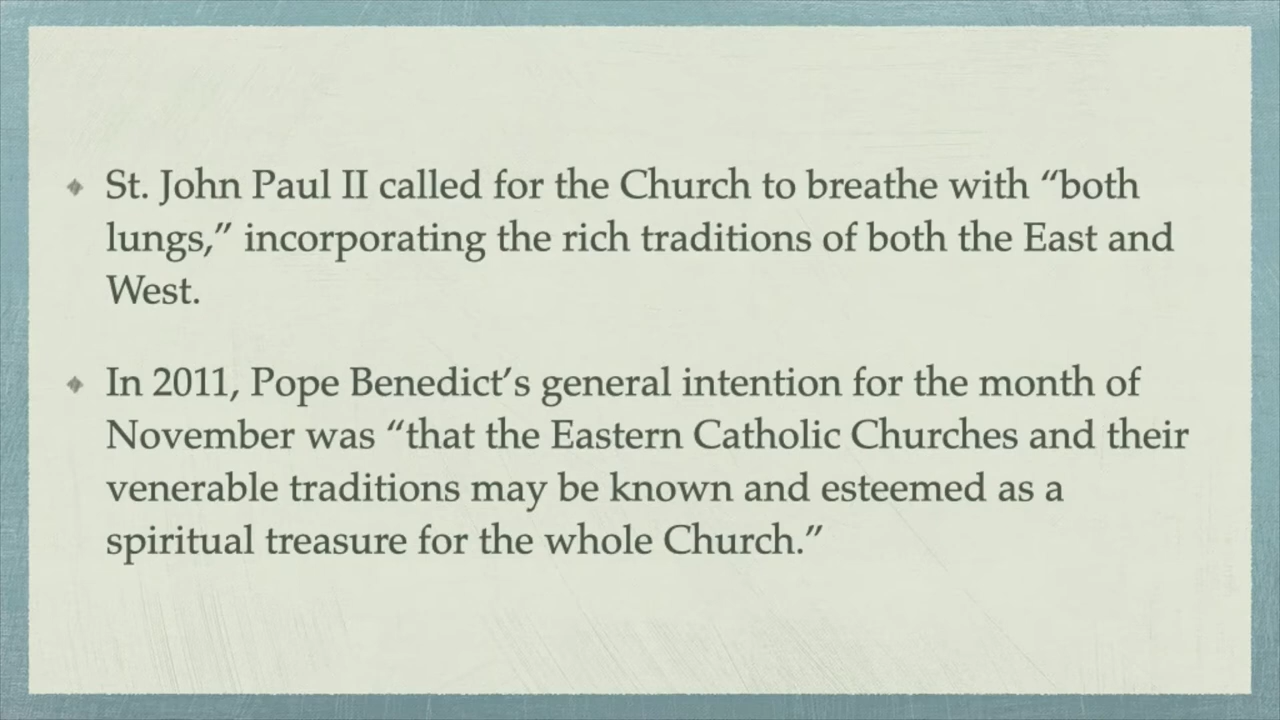 St. John Paul II called for the Church to breathe with “both
lungs,” incorporating the rich traditions of both the East and
West.
In 2011, Pope Benedict’s general intention for the month of
November was “that the Eastern Catholic Churches and their
venerable traditions may be known and esteemed as a
spiritual treasure for the whole Church.”